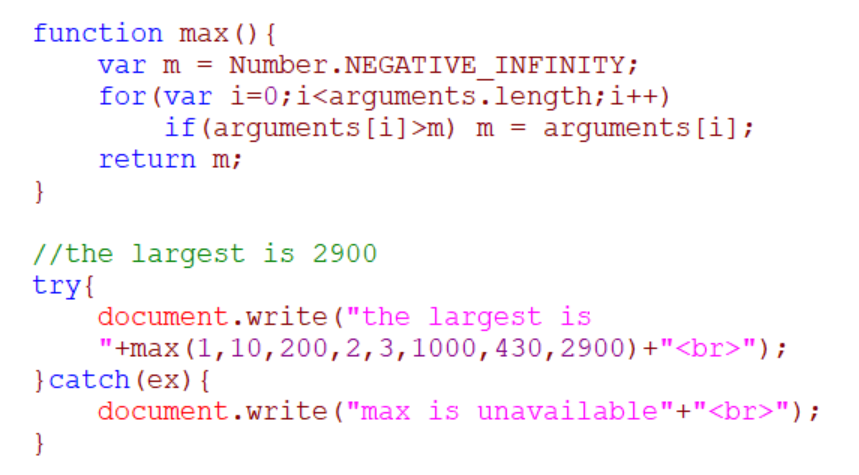 function max(){
    var m = Number.NEGATIVE_INFINITY;
    for(var i=0;i<arguments.length;i++)
        if(arguments[i]>m) m = arguments[i];
    return m;
}

//the largest is 2900
try{
    document.write("the largest is
    "+max(1,10,200,2,3,1000,430,2900)+"<br>");
}catch(ex){
    document.write("max is unavailable"+"<br>");
}